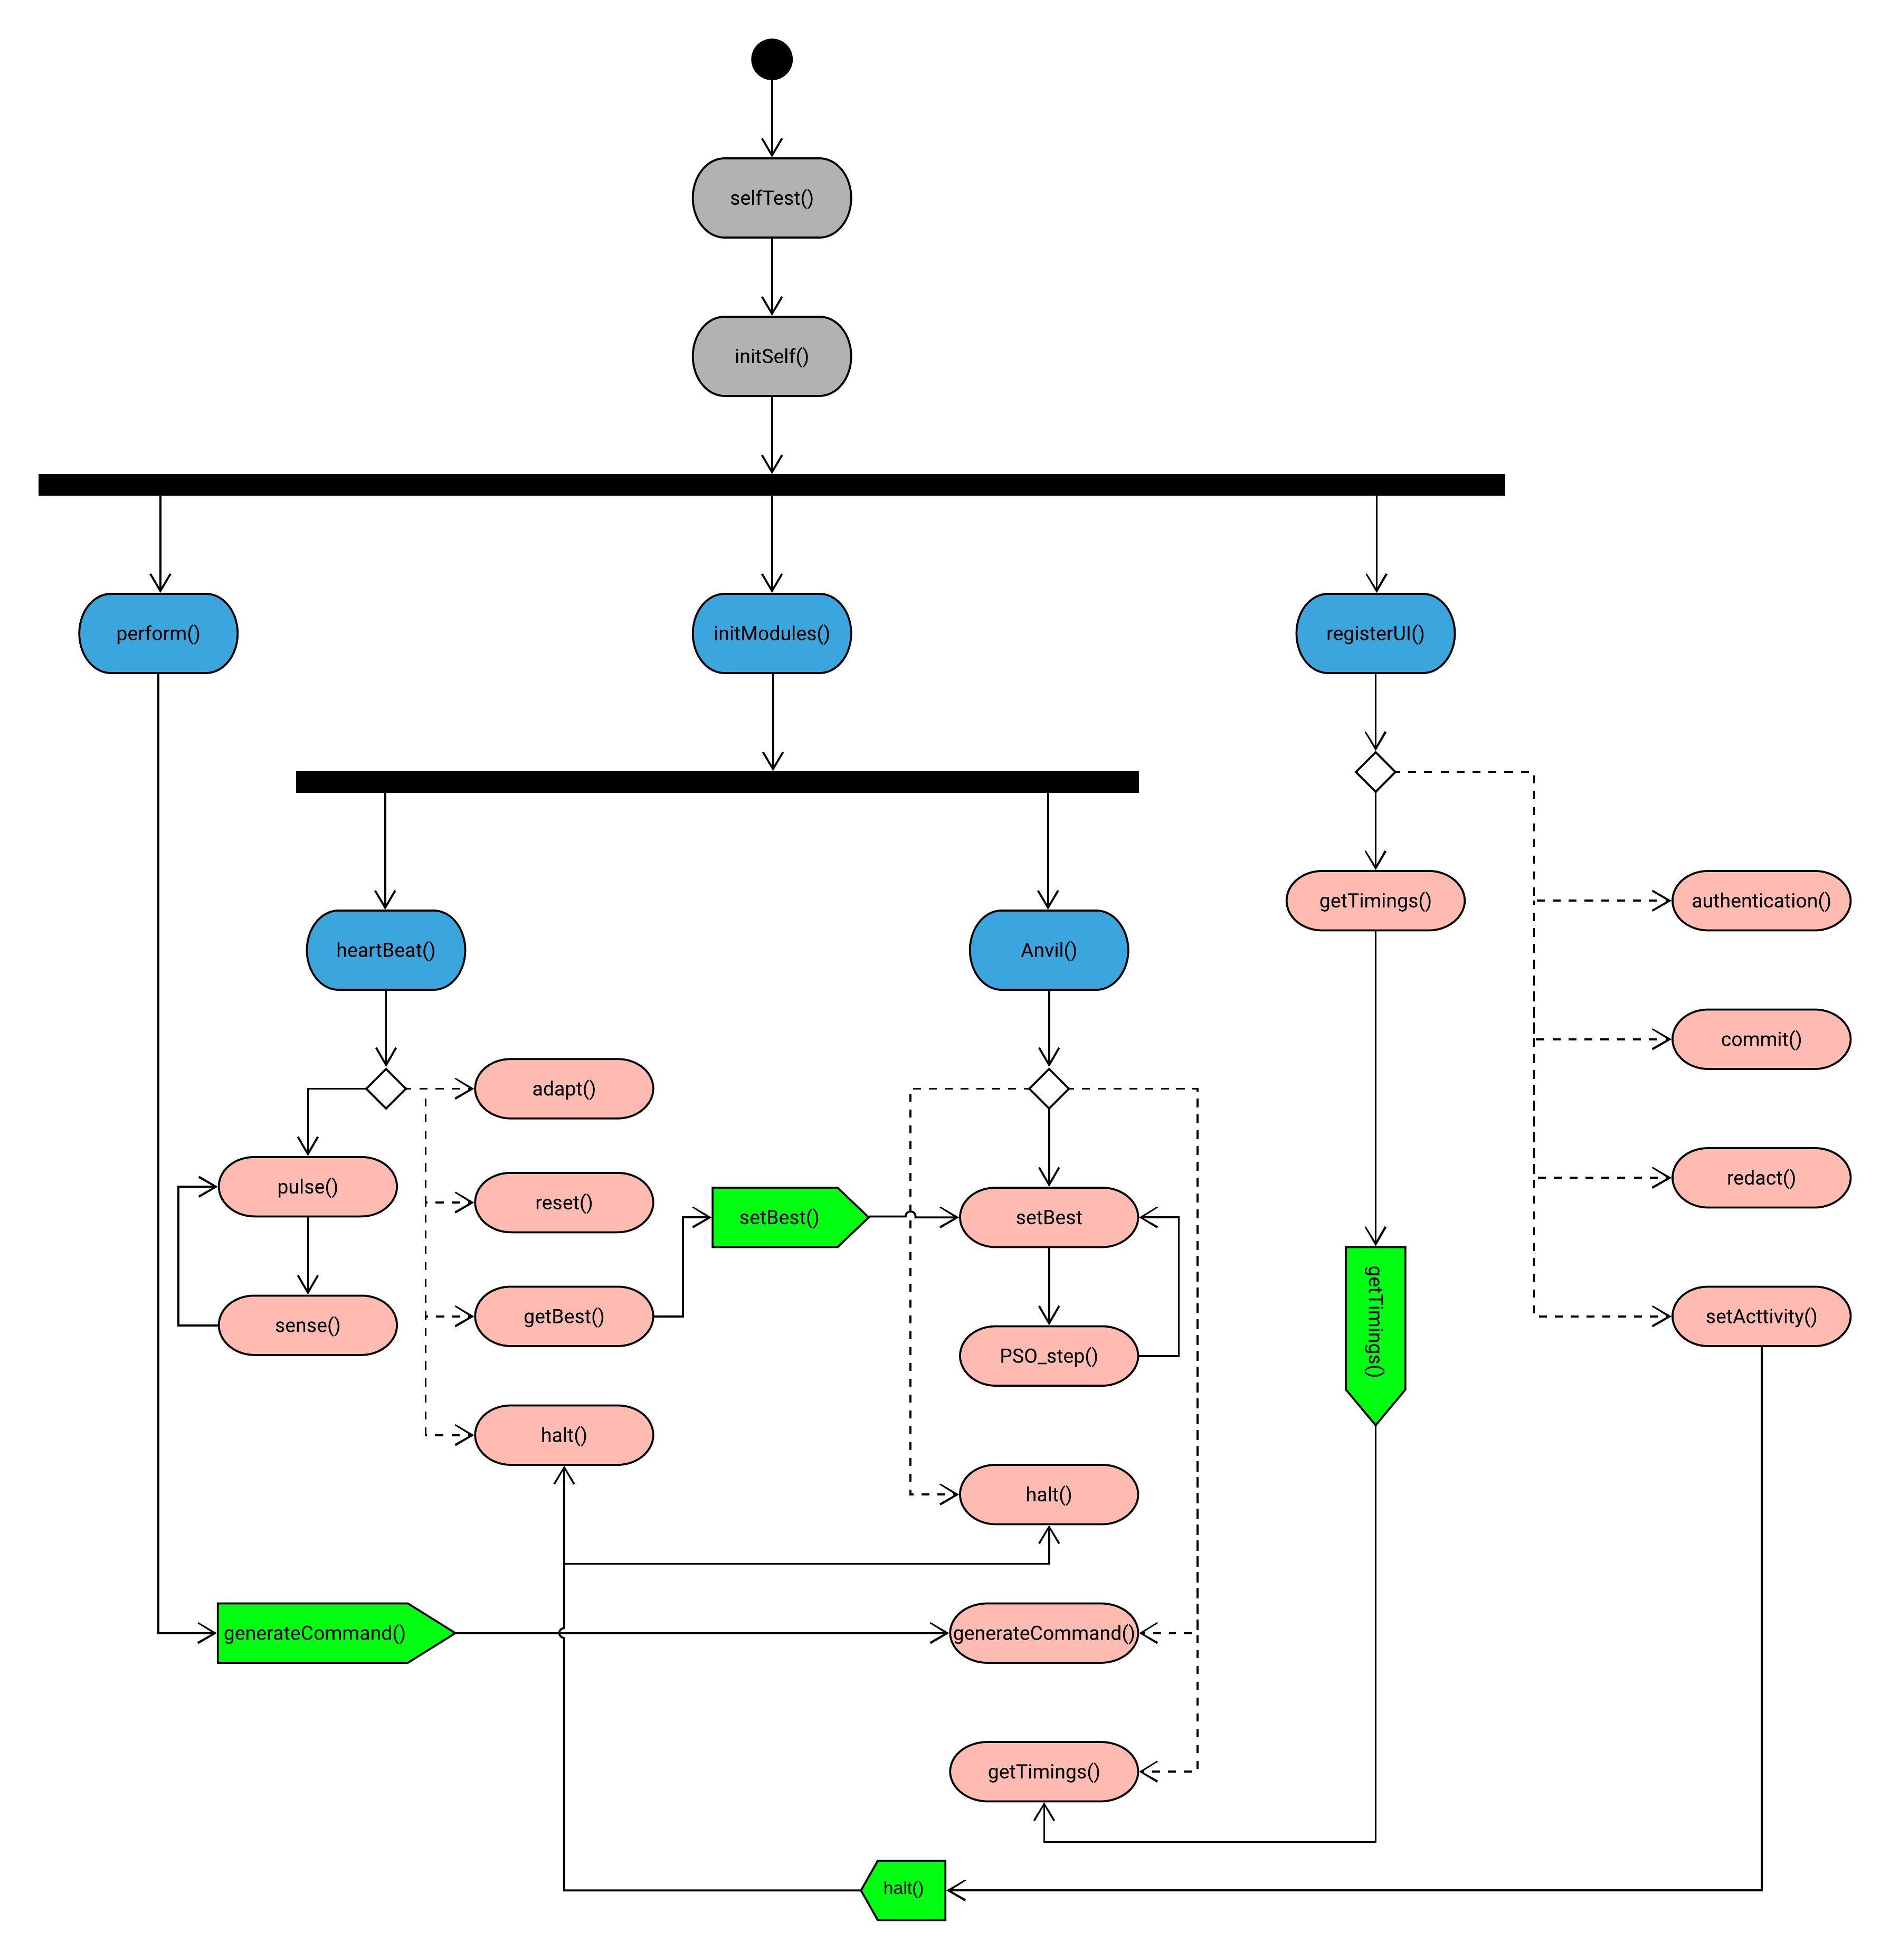 selfTest()
initSelf()
perform()
initModules()
registerUI()
getTimings()
authentication()
heartBeat()
Anvil()
commit()
adapt()
pulse()
reset()
setBest()
setBest
redact()
sense()
getBest()
PSO_step()
getTimings()
setActtivity()
halt()
halt()
generateCommand()
generateCommand()
getTimings()
halt()